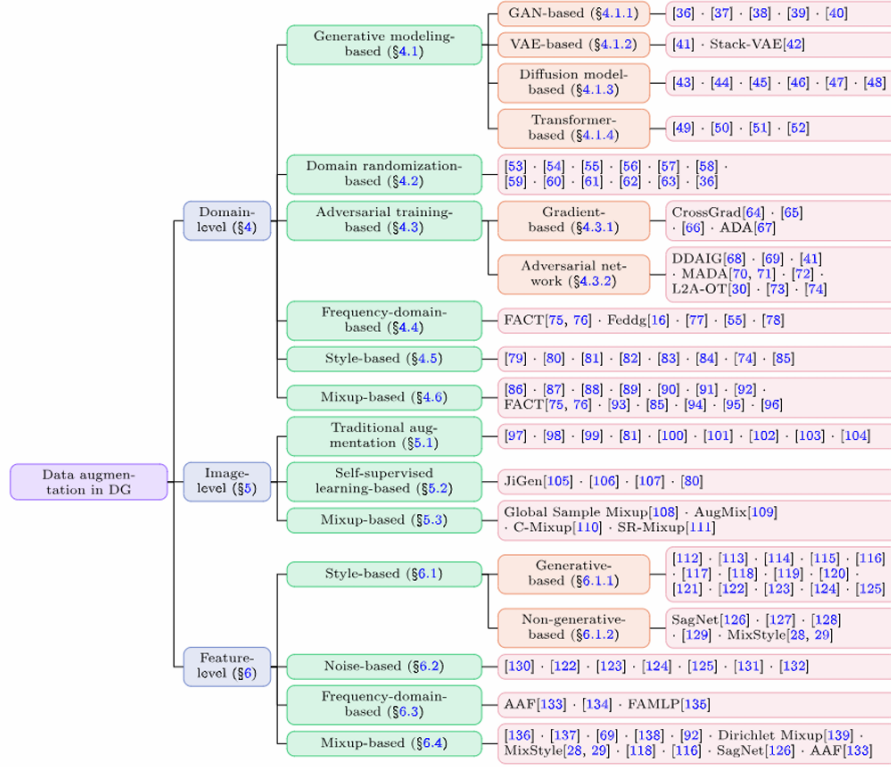 Data augmen-
tation in DG
Domain-
level (§4)
Generative modeling-
based (§4.1)
GAN-based (§4.1.1)
[36] · [37] · [38] · [39] · [40]
VAE-based (§4.1.2)
[41] · Stack-VAE[42]
Diffusion model-
based (§4.1.3)
[43] · [44] · [45] · [46] · [47] · [48]
Transformer-
based (§4.1.4)
[49] · [50] · [51] · [52]
Domain randomization-
based (§4.2)
[53] · [54] · [55] · [56] · [57] · [58] ·
[59] · [60] · [61] · [62] · [63] · [36]
Adversarial training-
based (§4.3)
Gradient-
based (§4.3.1)
CrossGrad[64] · [65]
· [66] · ADA[67]
Adversarial net-
work (§4.3.2)
DDAIG[68] · [69] · [41]
· MADA[70, 71] · [72] ·
L2A-OT[30] · [73] · [74]
Frequency-domain-
based (§4.4)
FACT[75, 76] · Feddg[16] · [77] · [55] · [78]
Style-based (§4.5)
[79] · [80] · [81] · [82] · [83] · [84] · [74] · [85]
Mixup-based (§4.6)
[86] · [87] · [88] · [89] · [90] · [91] · [92] ·
FACT[75, 76] · [93] · [85] · [94] · [95] · [96]
Image-
level (§5)
Traditional aug-
mentation (§5.1)
[97] · [98] · [99] · [81] · [100] · [101] · [102] · [103] · [104]
Self-supervised
learning-based (§5.2)
JiGen[105] · [106] · [107] · [80]
Mixup-based (§5.3)
Global Sample Mixup[108] · AugMix[109]
· C-Mixup[110] · SR-Mixup[111]
Feature-
level (§6)
Style-based (§6.1)
Generative-
based (§6.1.1)
[112] · [113] · [114] · [115] · [116]
· [117] · [118] · [119] · [120] ·
[121] · [122] · [123] · [124] · [125]
Non-generative-
based (§6.1.2)
SagNet[126] · [127] · [128]
· [129] · MixStyle[28, 29]
Noise-based (§6.2)
[130] · [122] · [123] · [124] · [125] · [131] · [132]
Frequency-domain-
based (§6.3)
AAF[133] · [134] · FAMLP[135]
Mixup-based (§6.4)
[136] · [137] · [69] · [138] · [92] · Dirichlet Mixup[139] ·
MixStyle[28, 29] · [118] · [116] · SagNet[126] · AAF[133]